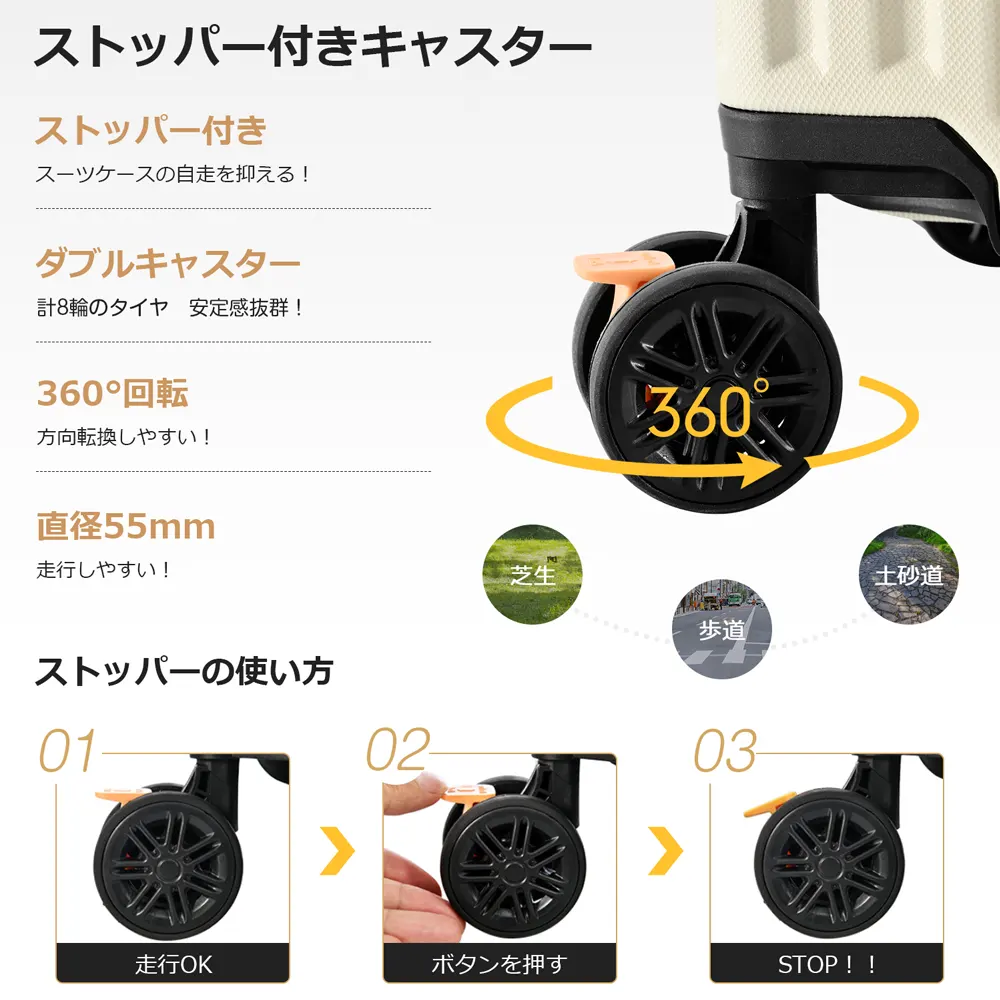 ストッパー付きキャスター
ストッパー付き
スーツケースの自走を抑える！
ダブルキャスター
計8輪のタイヤ　安定感抜群！
360°回転
方向転換しやすい！
直径55mm
走行しやすい！
360°
芝生
歩道
土砂道
ストッパーの使い方
01
02
03
走行OK
ボタンを押す
STOP！！